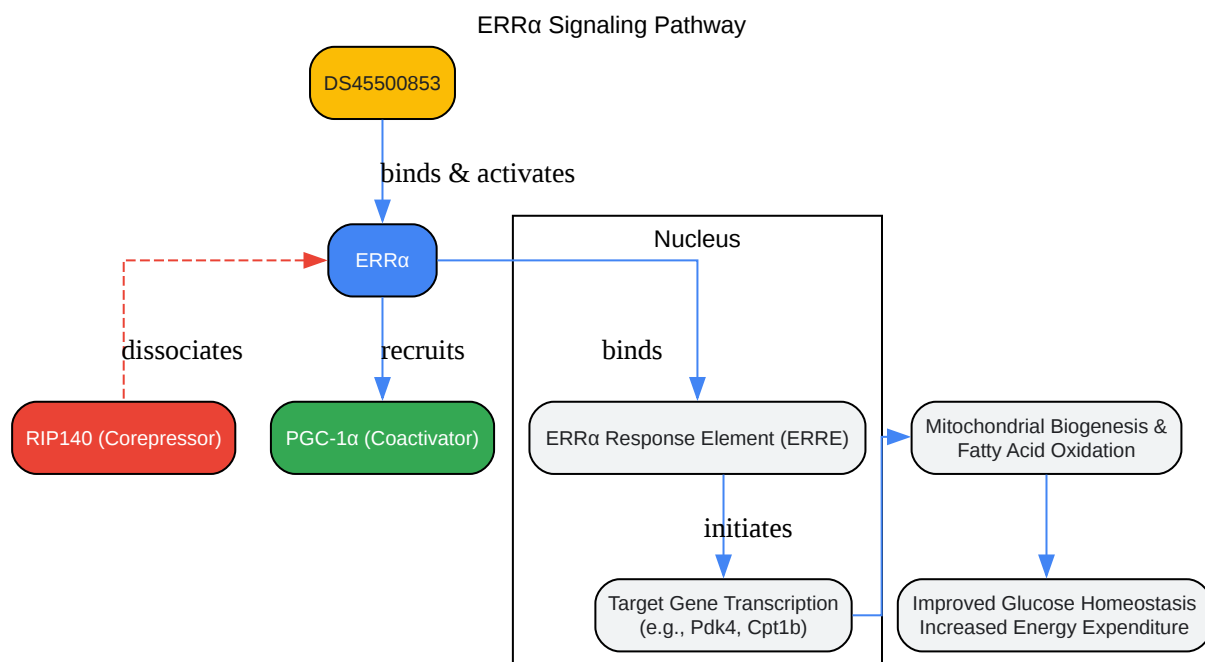 ERRα Signaling Pathway
DS45500853
binds & activates
Nucleus
ERRα
dissociates
recruits
binds
RIP140 (Corepressor)
PGC-1α (Coactivator)
ERRα Response Element (ERRE)
Mitochondrial Biogenesis &
Fatty Acid Oxidation
initiates
Target Gene Transcription
(e.g., Pdk4, Cpt1b)
Improved Glucose Homeostasis
Increased Energy Expenditure